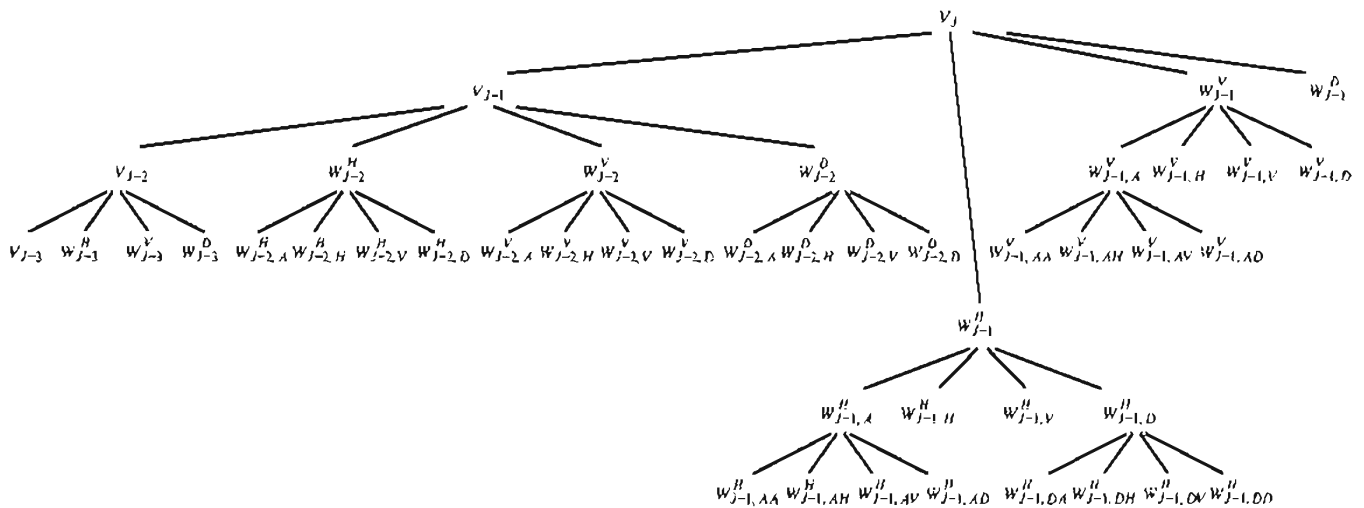 V_J
V_{J-1} W^V_{J-1} W^D_{J-1}
V_{J-2} W^H_{J-2} W^V_{J-2} W^D_{J-2} W^V_{J-1,A} W^V_{J-1,H} W^V_{J-1,V} W^V_{J-1,D}
V_{J-3} W^H_{J-3} W^V_{J-3} W^D_{J-3} W^H_{J-2,A} W^H_{J-2,H} W^H_{J-2,V} W^H_{J-2,D} W^V_{J-2,A} W^V_{J-2,H} W^V_{J-2,V} W^V_{J-2,D} W^D_{J-2,A} W^D_{J-2,H} W^D_{J-2,V} W^D_{J-2,D} W^V_{J-1,AA} W^V_{J-1,AH} W^V_{J-1,AV} W^V_{J-1,AD}
W^H_{J-1}
W^H_{J-1,A} W^H_{J-1,H} W^H_{J-1,V} W^H_{J-1,D}
W^H_{J-1,AA} W^H_{J-1,AH} W^H_{J-1,AV} W^H_{J-1,AD} W^H_{J-1,DA} W^H_{J-1,DH} W^H_{J-1,DV} W^H_{J-1,DD}